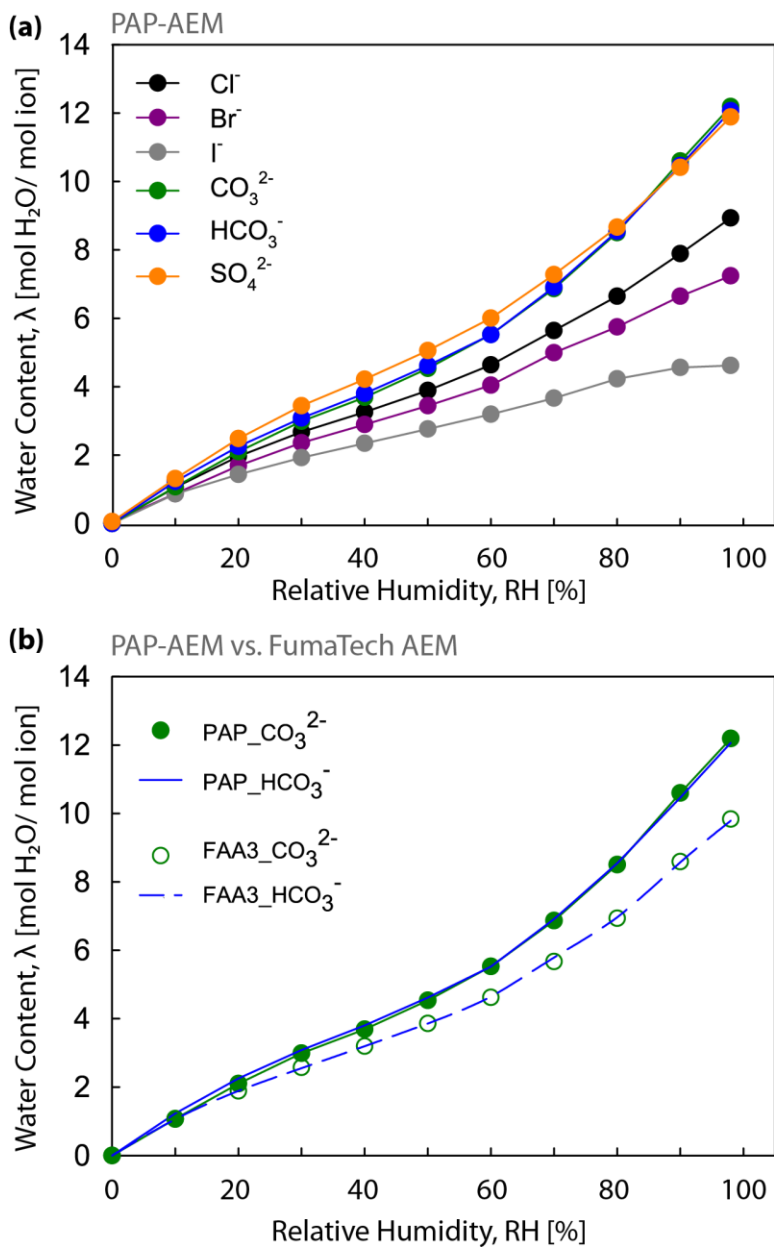 (a) PAP-AEM
14
12
10
8
6
4
2
0
Water Content, λ [mol H₂O/ mol ion]
Cl⁻
Br⁻
I⁻
CO₃²⁻
HCO₃⁻
SO₄²⁻
0 20 40 60 80 100
Relative Humidity, RH [%]
(b) PAP-AEM vs. FumaTech AEM
14
12
10
8
6
4
2
0
Water Content, λ [mol H₂O/ mol ion]
PAP_CO₃²⁻
PAP_HCO₃⁻
FAA3_CO₃²⁻
FAA3_HCO₃⁻
0 20 40 60 80 100
Relative Humidity, RH [%]